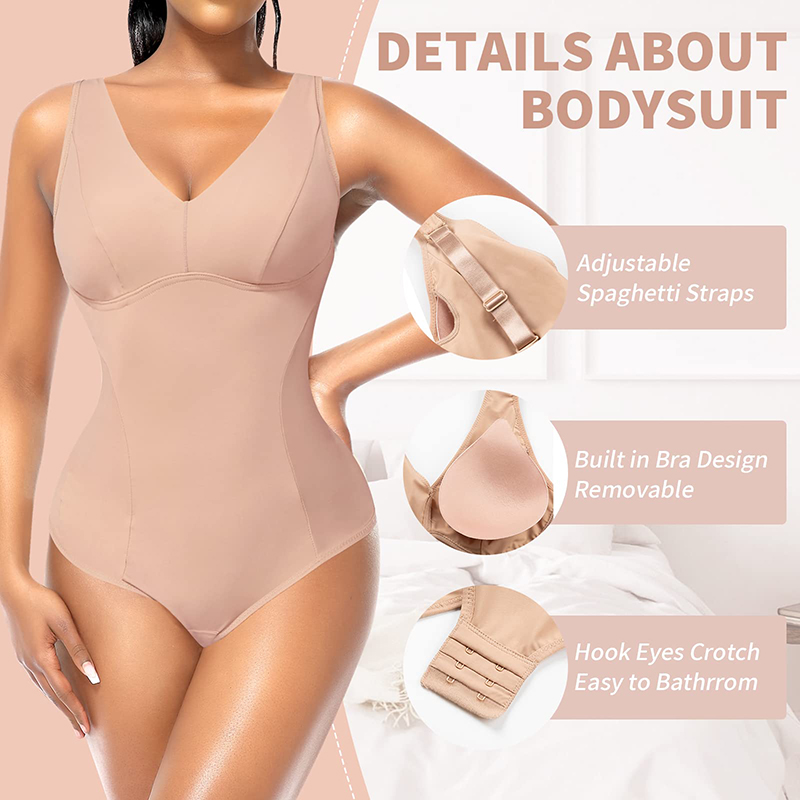 DETAILS ABOUT
BODYSUIT
Adjustable
Spaghetti Straps
Built in Bra Design
Removable
Hook Eyes Crotch
Easy to Bathrrom